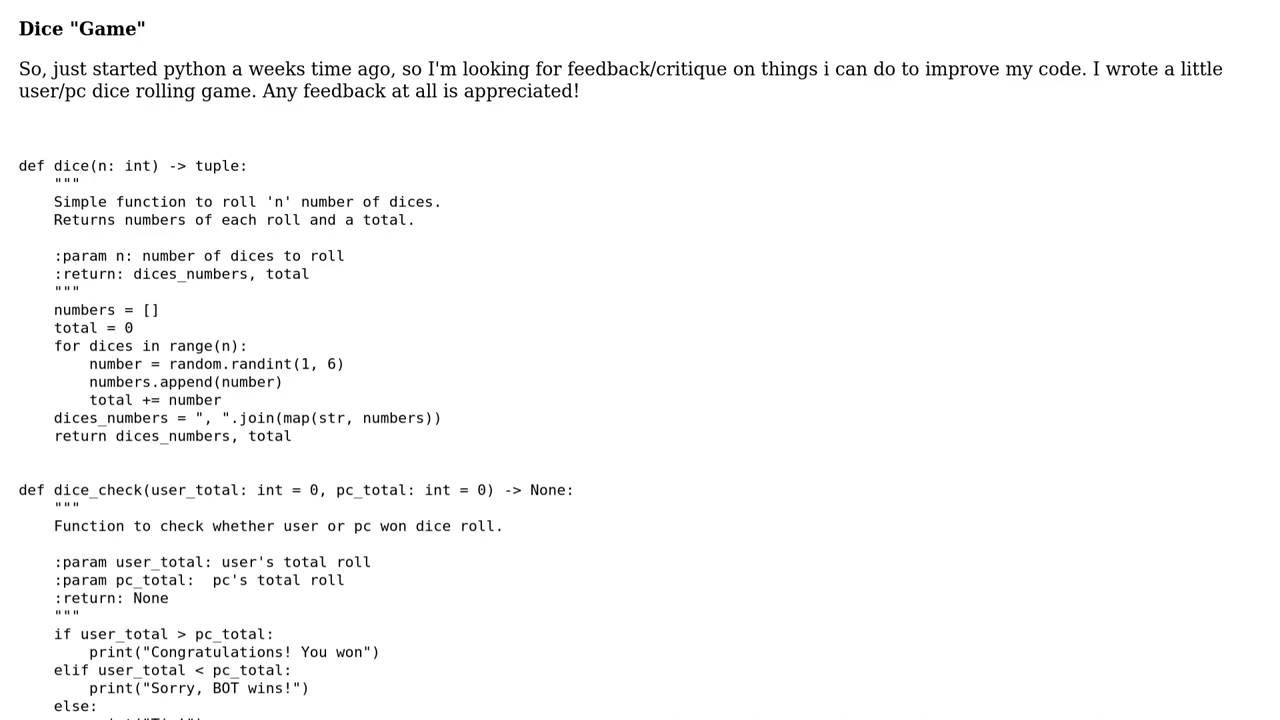 Dice "Game"
So, just started python a weeks time ago, so I'm looking for feedback/critique on things i can do to improve my code. I wrote a little
user/pc dice rolling game. Any feedback at all is appreciated!
def dice(n: int) -> tuple:
    """
    Simple function to roll 'n' number of dices.
    Returns numbers of each roll and a total.
    :param n: number of dices to roll
    :return: dices_numbers, total
    """
    numbers = []
    total = 0
    for dices in range(n):
        number = random.randint(1, 6)
        numbers.append(number)
        total += number
    dices_numbers = ", ".join(map(str, numbers))
    return dices_numbers, total
def dice_check(user_total: int = 0, pc_total: int = 0) -> None:
    """
    Function to check whether user or pc won dice roll.
    :param user_total: user's total roll
    :param pc_total:  pc's total roll
    :return: None
    """
    if user_total > pc_total:
        print("Congratulations! You won")
    elif user_total < pc_total:
        print("Sorry, BOT wins!")
    else: